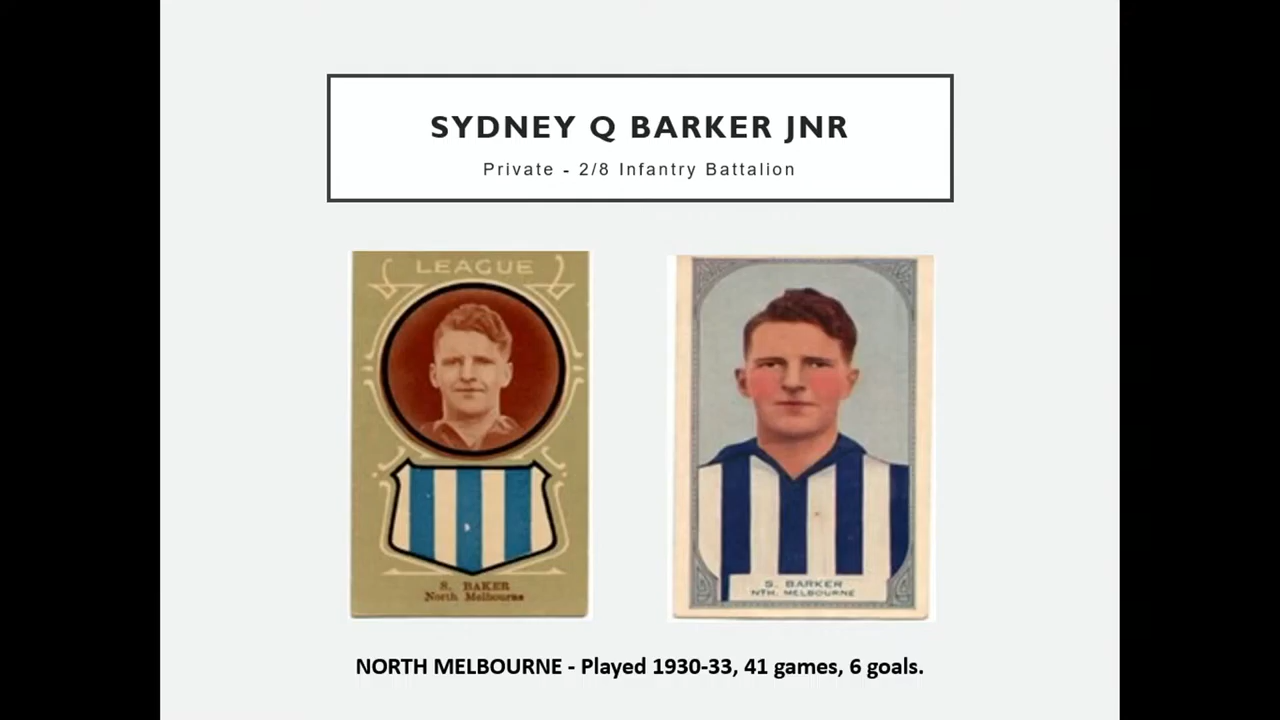 SYDNEY Q BARKER JNR
Private - 2/8 Infantry Battalion
LEAGUE
S. BAKER
North Melbourne
S. BARKER
NTH. MELBOURNE
NORTH MELBOURNE - Played 1930-33, 41 games, 6 goals.